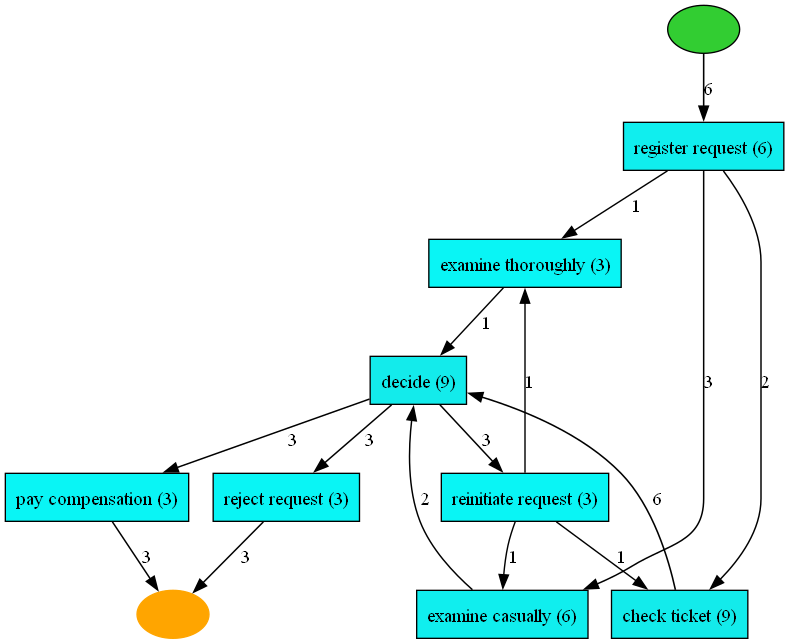 6
register request (6)
1
examine thoroughly (3)
1
decide (9)
1
3
2
3
3
3
pay compensation (3)
reject request (3)
reinitiate request (3)
2
6
3
3
1
1
examine casually (6)
check ticket (9)